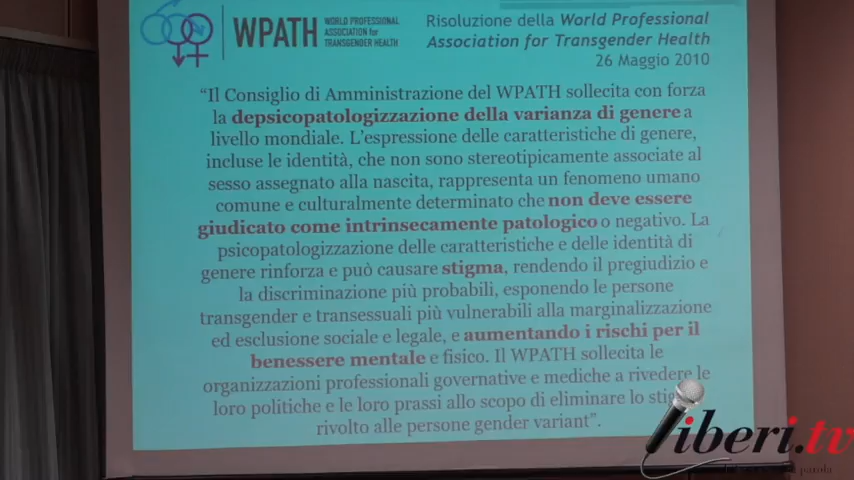 WPATH
WORLD PROFESSIONAL
ASSOCIATION for
TRANSGENDER HEALTH
Risoluzione della World Professional
Association for Transgender Health
26 Maggio 2010
“Il Consiglio di Amministrazione del WPATH sollecita con forza
la depsicopatologizzazione della varianza di genere a
livello mondiale. L’espressione delle caratteristiche di genere,
incluse le identità, che non sono stereotipicamente associate al
sesso assegnato alla nascita, rappresenta un fenomeno umano
comune e culturalmente determinato che non deve essere
giudicato come intrinsecamente patologico o negativo. La
psicopatologizzazione delle caratteristiche e delle identità di
genere rinforza e può causare stigma, rendendo il pregiudizio e
la discriminazione più probabili, esponendo le persone
transgender e transessuali più vulnerabili alla marginalizzazione
ed esclusione sociale e legale, e aumentando i rischi per il
benessere mentale e fisico. Il WPATH sollecita le
organizzazioni professionali governative e mediche a rivedere le
loro politiche e le loro prassi allo scopo di eliminare lo
rivolto alle persone gender variant”.
liberi.tv
parola